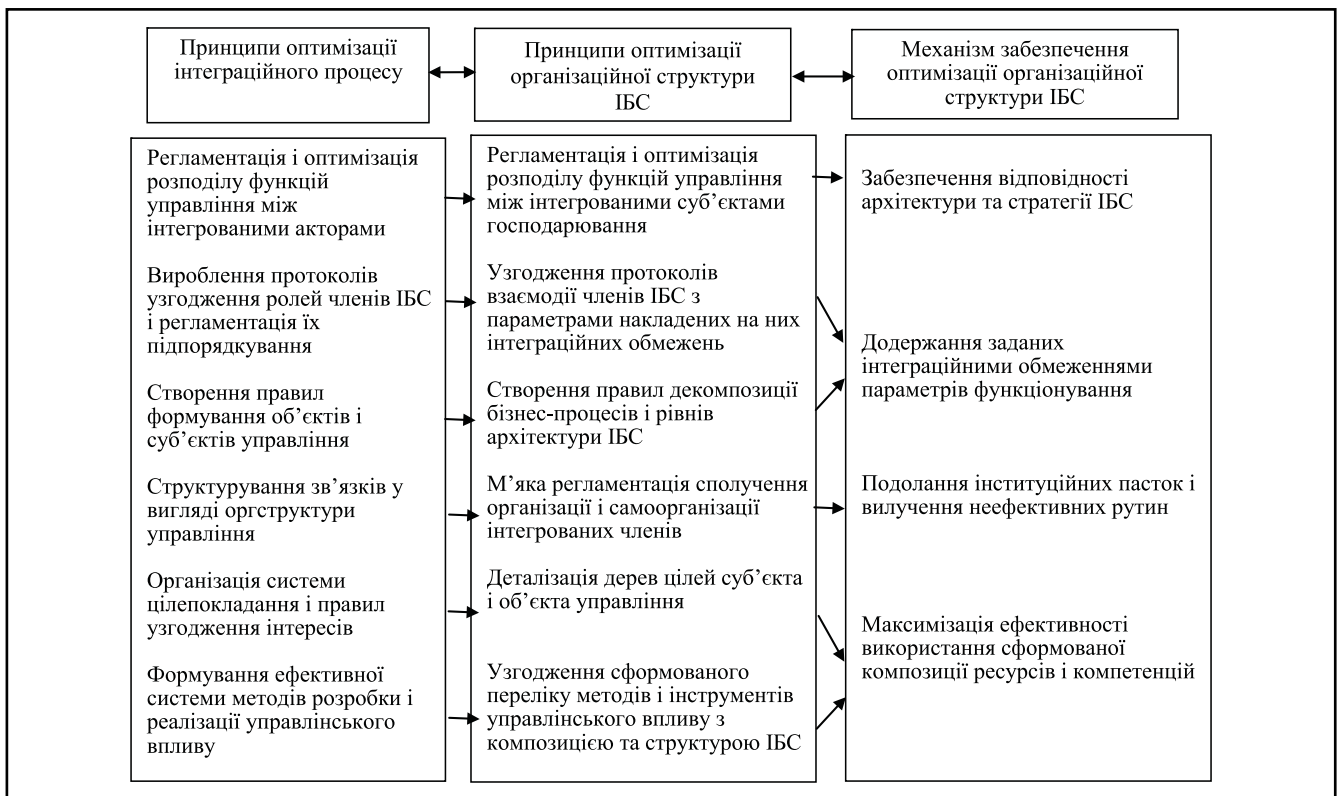 Принципи оптимізації
інтеграційного процесу
Принципи оптимизації
організаційної структури
ІБС
Механізм забезпечення
оптимізації організаційної
структури ІБС
Регламентація і оптимізація
розподілу функцій
управління між
інтегрованими акторами
Вироблення протоколів
узгодження ролей членів ІБС
і регламентація їх
підпорядкування
Створення правил
формування об’єктів і
суб’єктів управління
Структурування зв’язків у
вигляді оргструктури
управління
Організація системи
цілепокладання і правил
узгодження інтересів
Формування ефективної
системи методів розробки і
реалізації управлінського
впливу
Регламентація і оптимізація
розподілу функцій управління
між інтегрованими суб’єктами
господарювання
Узгодження протоколів
взаємодії членів ІБС з
параметрами накладених на них
інтеграційних обмежень
Створення правил декомпозиції
бізнес-процесів і рівнів
архітектури ІБС
М’яка регламентація сполучення
організації і самоорганізації
інтегрованих членів
Деталізація дерев цілей суб’єкта
і об’єкта управління
Узгодження сформованого
переліку методів і інструментів
управлінського впливу з
композицією та структурою ІБС
Забезпечення відповідності
архітектури та стратегії ІБС
Додержання заданих
інтеграційними обмеженнями
параметрів функціонування
Подолання інституційних пасток і
вилучення неефективних рутин
Максимізація ефективності
використання сформованої
композиції ресурсів і компетенцій